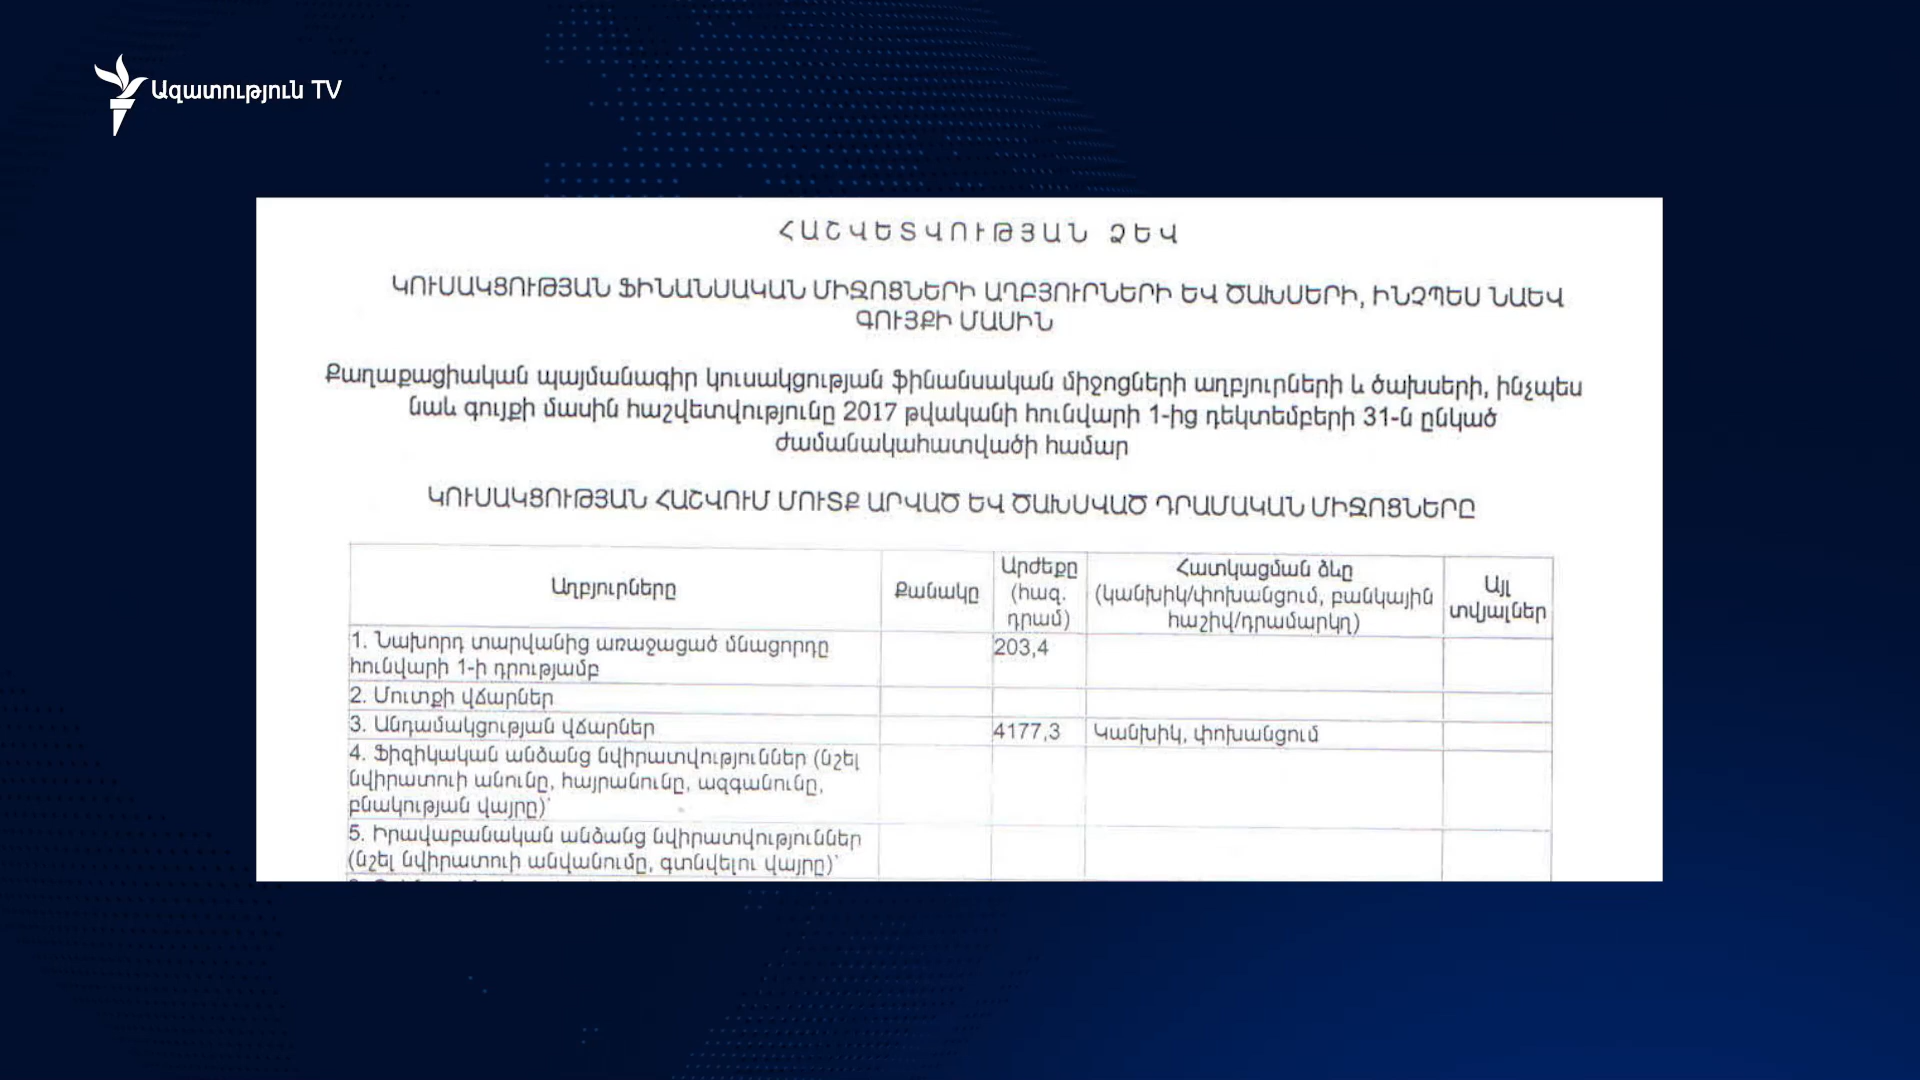 Ազատություն TV
ՀԱՇՎԵՏՎՈՒԹՅԱՆ ՁԵՎ
ԿՈՒՍԱԿՑՈՒԹՅԱՆ ՖԻՆԱՆՍԱԿԱՆ ՄԻՋՈՑՆԵՐԻ ԱՂԲՅՈՒՐՆԵՐԻ ԵՎ ԾԱԽՍԵՐԻ, ԻՆՉՊԵՍ ՆԱԵՎ
ԳՈՒՅՔԻ ՄԱՍԻՆ
Քաղաքացիական պայմանագիր կուսակցության ֆինանսական միջոցների աղբյուրների և ծախսերի, ինչպես
նաև գույքի մասին հաշվետվությունը 2017 թվականի հունվարի 1-ից դեկտեմբերի 31-ն ընկած
ժամանակահատվածի համար
ԿՈՒՍԱԿՑՈՒԹՅԱՆ ՀԱՇՎՈՒՄ ՄՈՒՏՔ ԱՐՎԱԾ ԵՎ ԾԱԽՍՎԱԾ ԴՐԱՄԱԿԱՆ ՄԻՋՈՑՆԵՐԸ
Աղբյուրները
Քանակը
Արժեքը
(հազ.
դրամ)
Հատկացման ձևը
(կանխիկ/փոխանցում, բանկային
հաշիվ/դրամարկղ)
Այլ
տվյալներ
1. Նախորդ տարվանից առաջացած մնացորդը
հունվարի 1-ի դրությամբ
203,4
2. Մուտքի վճարներ
3. Անդամակցության վճարներ
4177,3
Կանխիկ, փոխանցում
4. Ֆիզիկական անձանց նվիրատվություններ (նշել
նվիրատուի անունը, հայրանունը, ազգանունը,
բնակության վայրը)՝
5. Իրավաբանական անձանց նվիրատվություններ
(նշել նվիրատուի անվանումը, գտնվելու վայրը)՝